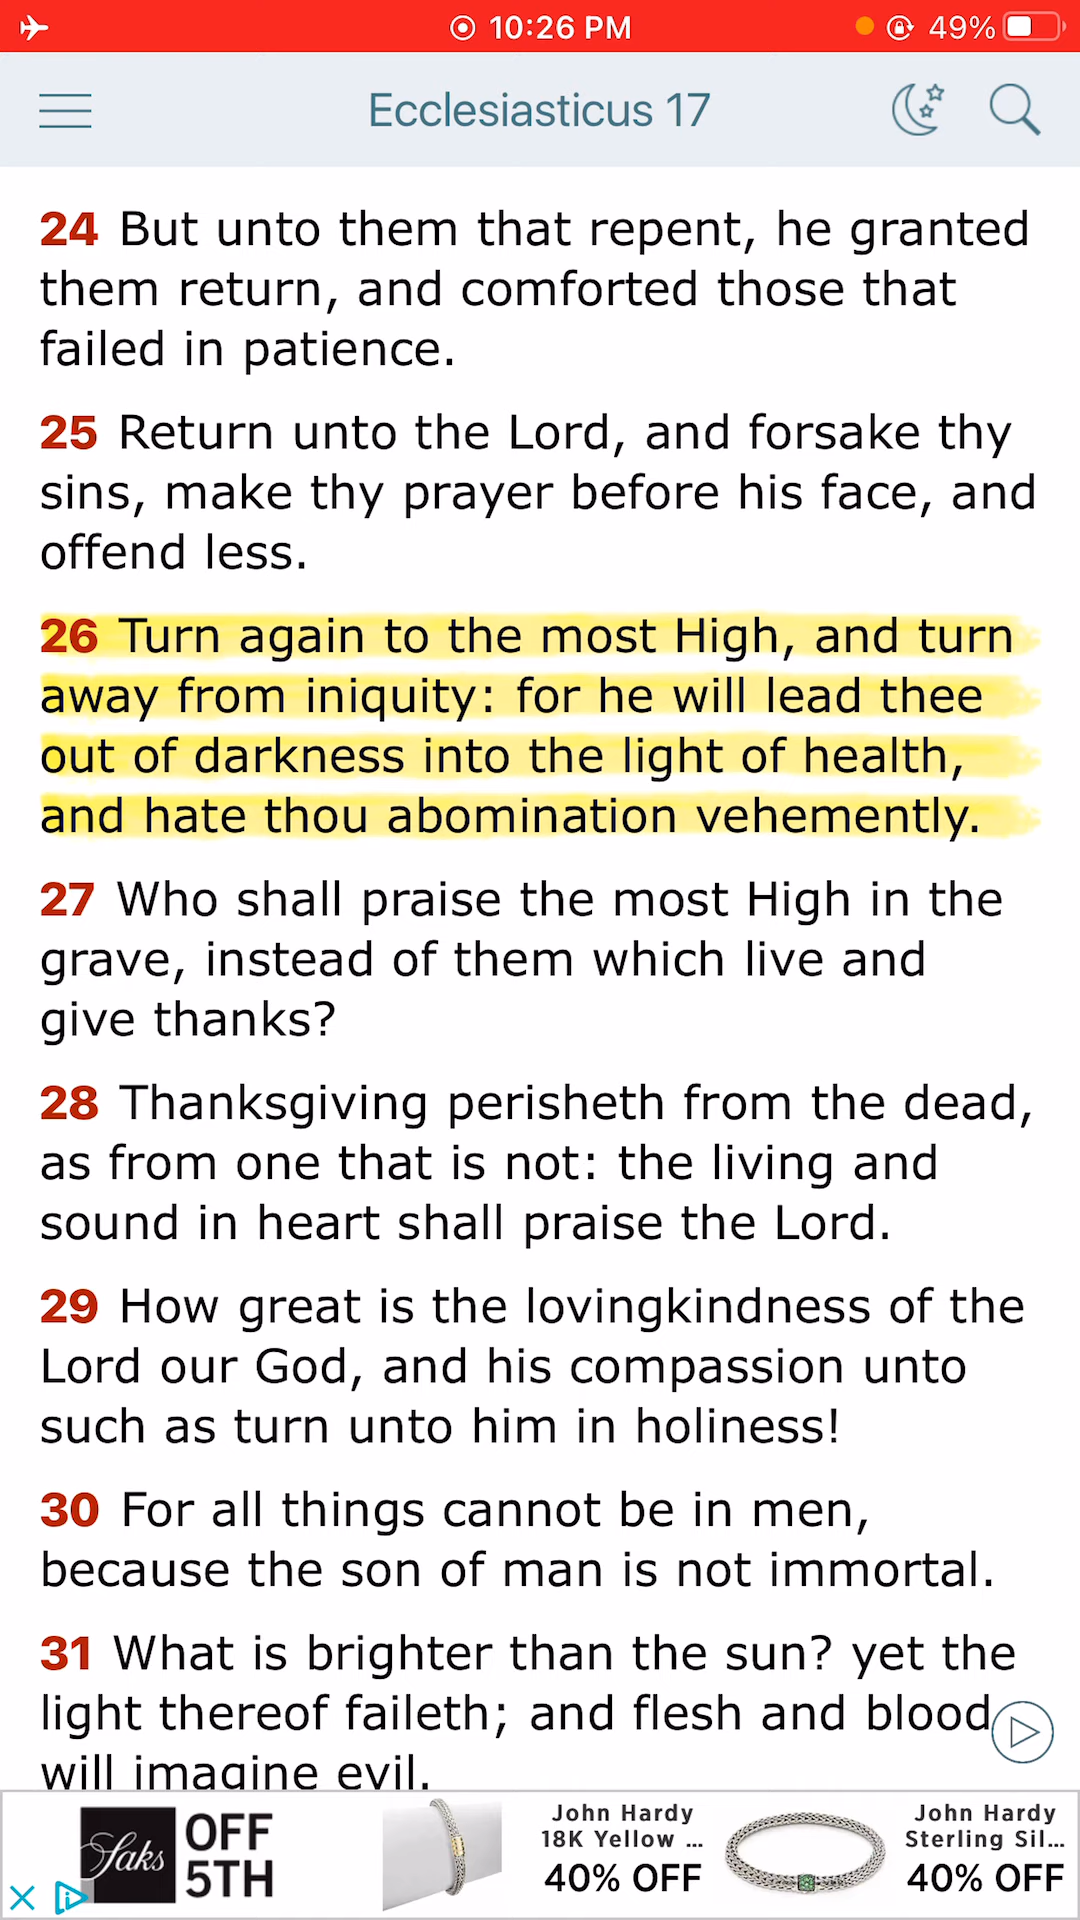 10:26 PM
49%
Ecclesiasticus 17
24 But unto them that repent, he granted
them return, and comforted those that
failed in patience.
25 Return unto the Lord, and forsake thy
sins, make thy prayer before his face, and
offend less.
26 Turn again to the most High, and turn
away from iniquity: for he will lead thee
out of darkness into the light of health,
and hate thou abomination vehemently.
27 Who shall praise the most High in the
grave, instead of them which live and
give thanks?
28 Thanksgiving perisheth from the dead,
as from one that is not: the living and
sound in heart shall praise the Lord.
29 How great is the lovingkindness of the
Lord our God, and his compassion unto
such as turn unto him in holiness!
30 For all things cannot be in men,
because the son of man is not immortal.
31 What is brighter than the sun? yet the
light thereof faileth; and flesh and blood
will imagine evil.
Saks
OFF
5TH
John Hardy
18K Yellow ...
40% OFF
John Hardy
Sterling Sil...
40% OFF